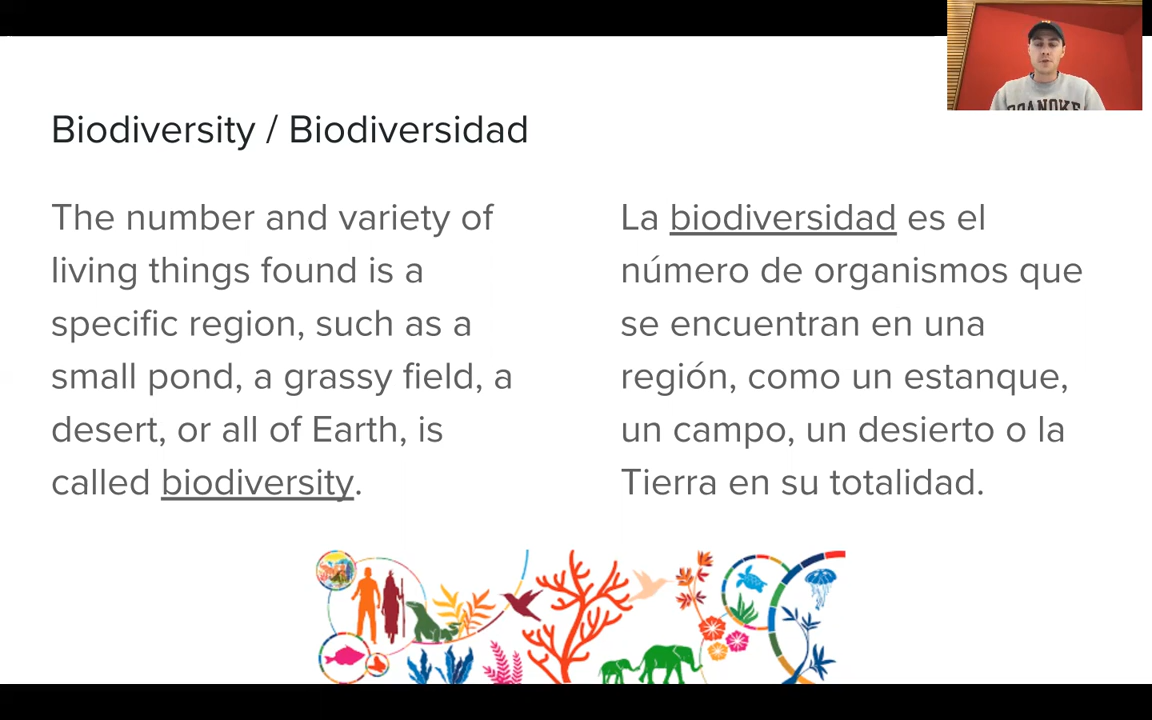 Biodiversity / Biodiversidad
The number and variety of
living things found is a
specific region, such as a
small pond, a grassy field, a
desert, or all of Earth, is
called biodiversity.
La biodiversidad es el
número de organismos que
se encuentran en una
región, como un estanque,
un campo, un desierto o la
Tierra en su totalidad.
ROANOKE